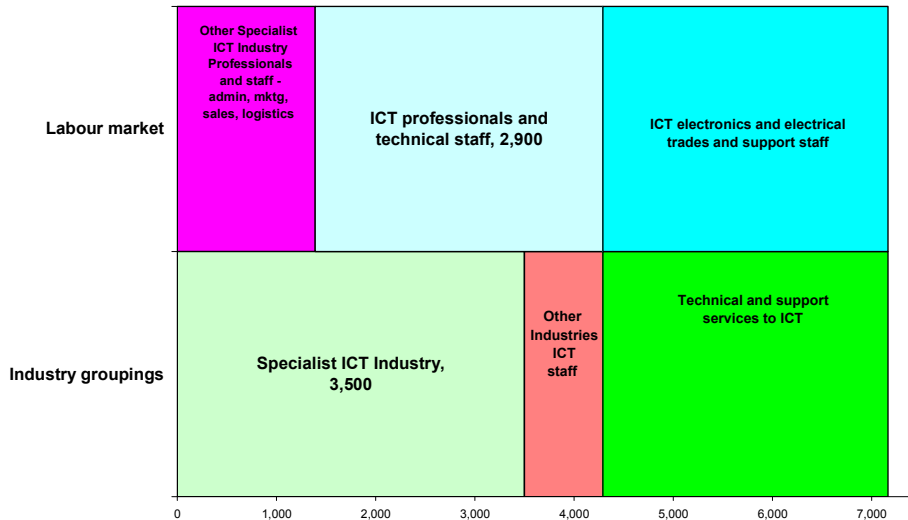 Other Specialist
ICT Industry
Professionals
and staff -
admin, mktg,
sales, logistics
Labour market
ICT professionals and
technical staff, 2,900
ICT electronics and electrical
trades and support staff
Industry groupings
Specialist ICT Industry,
3,500
Other
Industries
ICT
staff
Technical and support
services to ICT
0 1,000 2,000 3,000 4,000 5,000 6,000 7,000